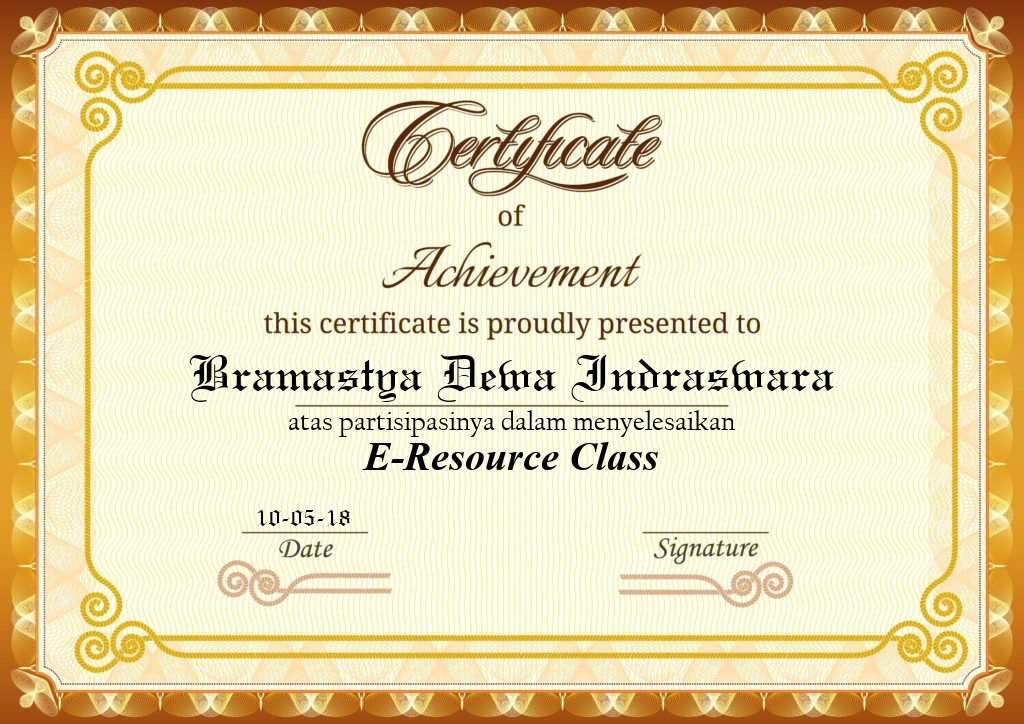 Certificate
of
Achievement
this certificate is proudly presented to
Bramastya Dewa Indraswara
atas partisipasinya dalam menyelesaikan
E-Resource Class
10-05-18
Date
Signature